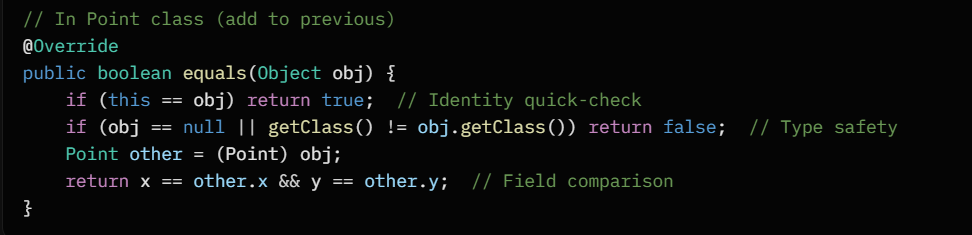 // In Point class (add to previous)
@Override
public boolean equals(Object obj) {
    if (this == obj) return true;  // Identity quick-check
    if (obj == null || getClass() != obj.getClass()) return false;  // Type safety
    Point other = (Point) obj;
    return x == other.x && y == other.y;  // Field comparison
}